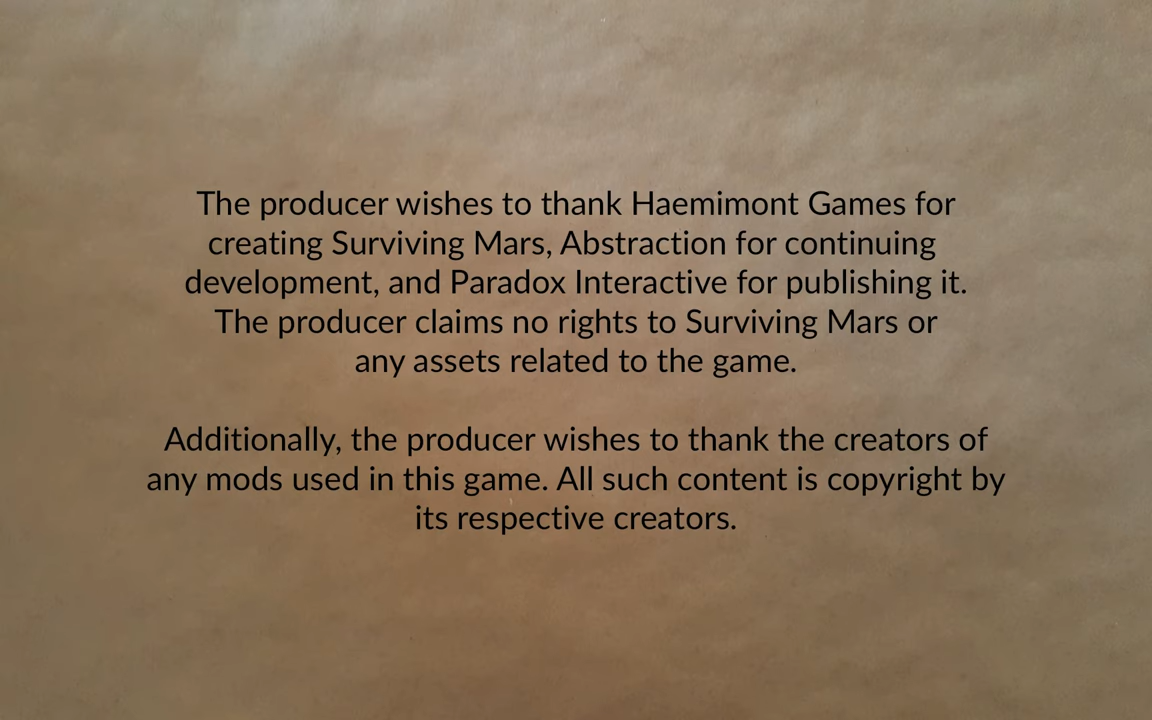 The producer wishes to thank Haemimont Games for
creating Surviving Mars, Abstraction for continuing
development, and Paradox Interactive for publishing it.
The producer claims no rights to Surviving Mars or
any assets related to the game.
Additionally, the producer wishes to thank the creators of
any mods used in this game. All such content is copyright by
its respective creators.